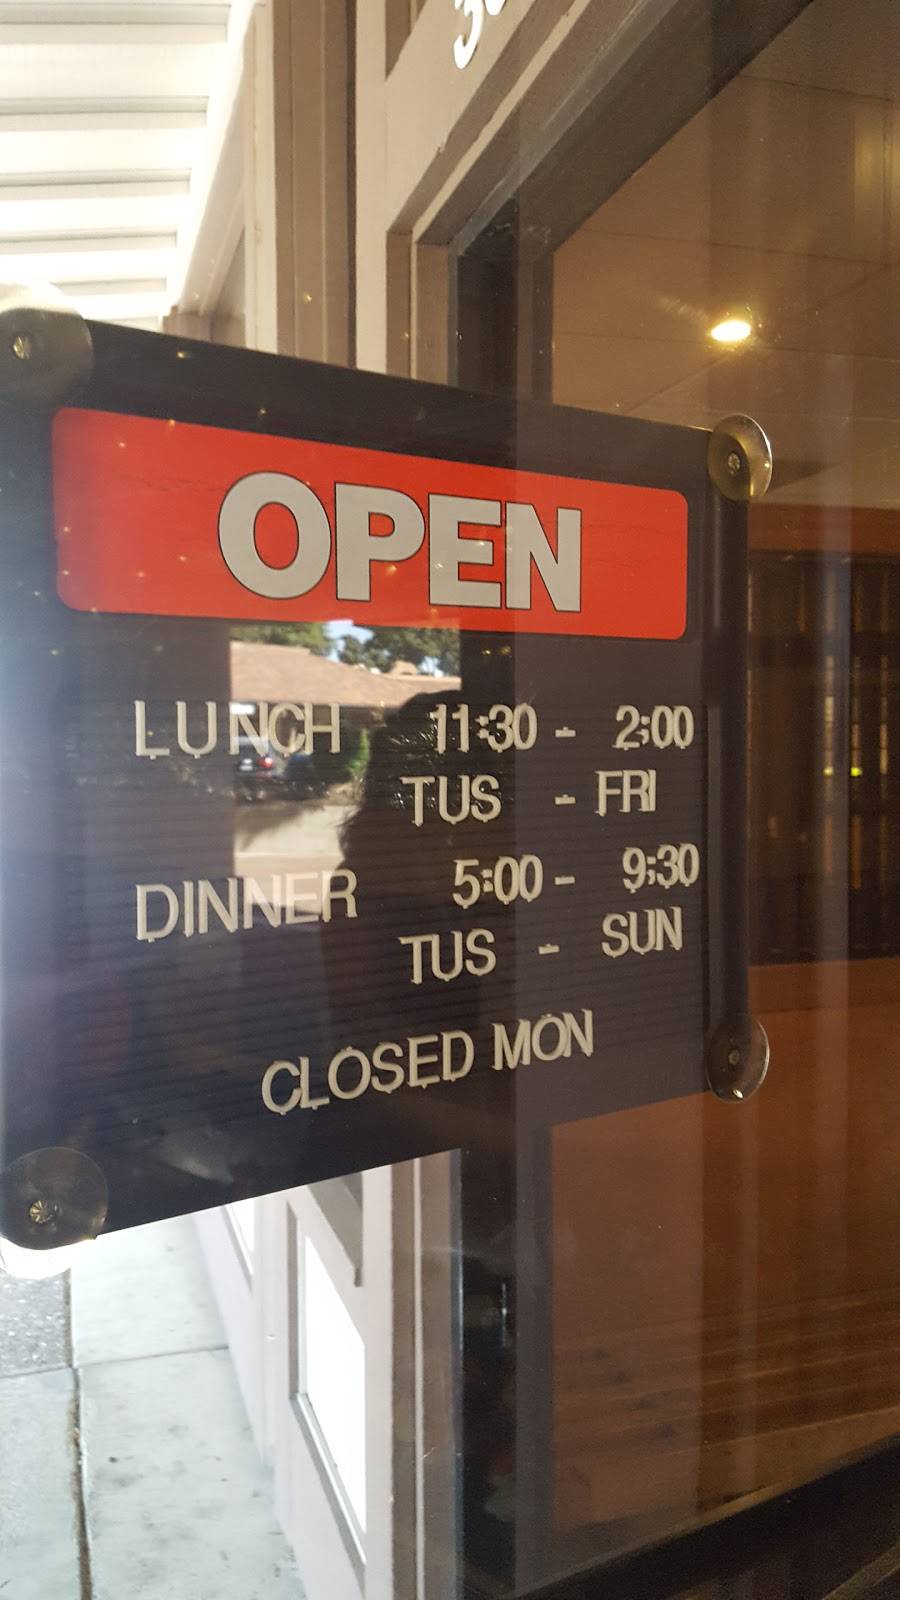 OPEN
LUNCH 11:30 - 2:00
TUS - FRI
DINNER 5:00 - 9:30
TUS - SUN
CLOSED MON